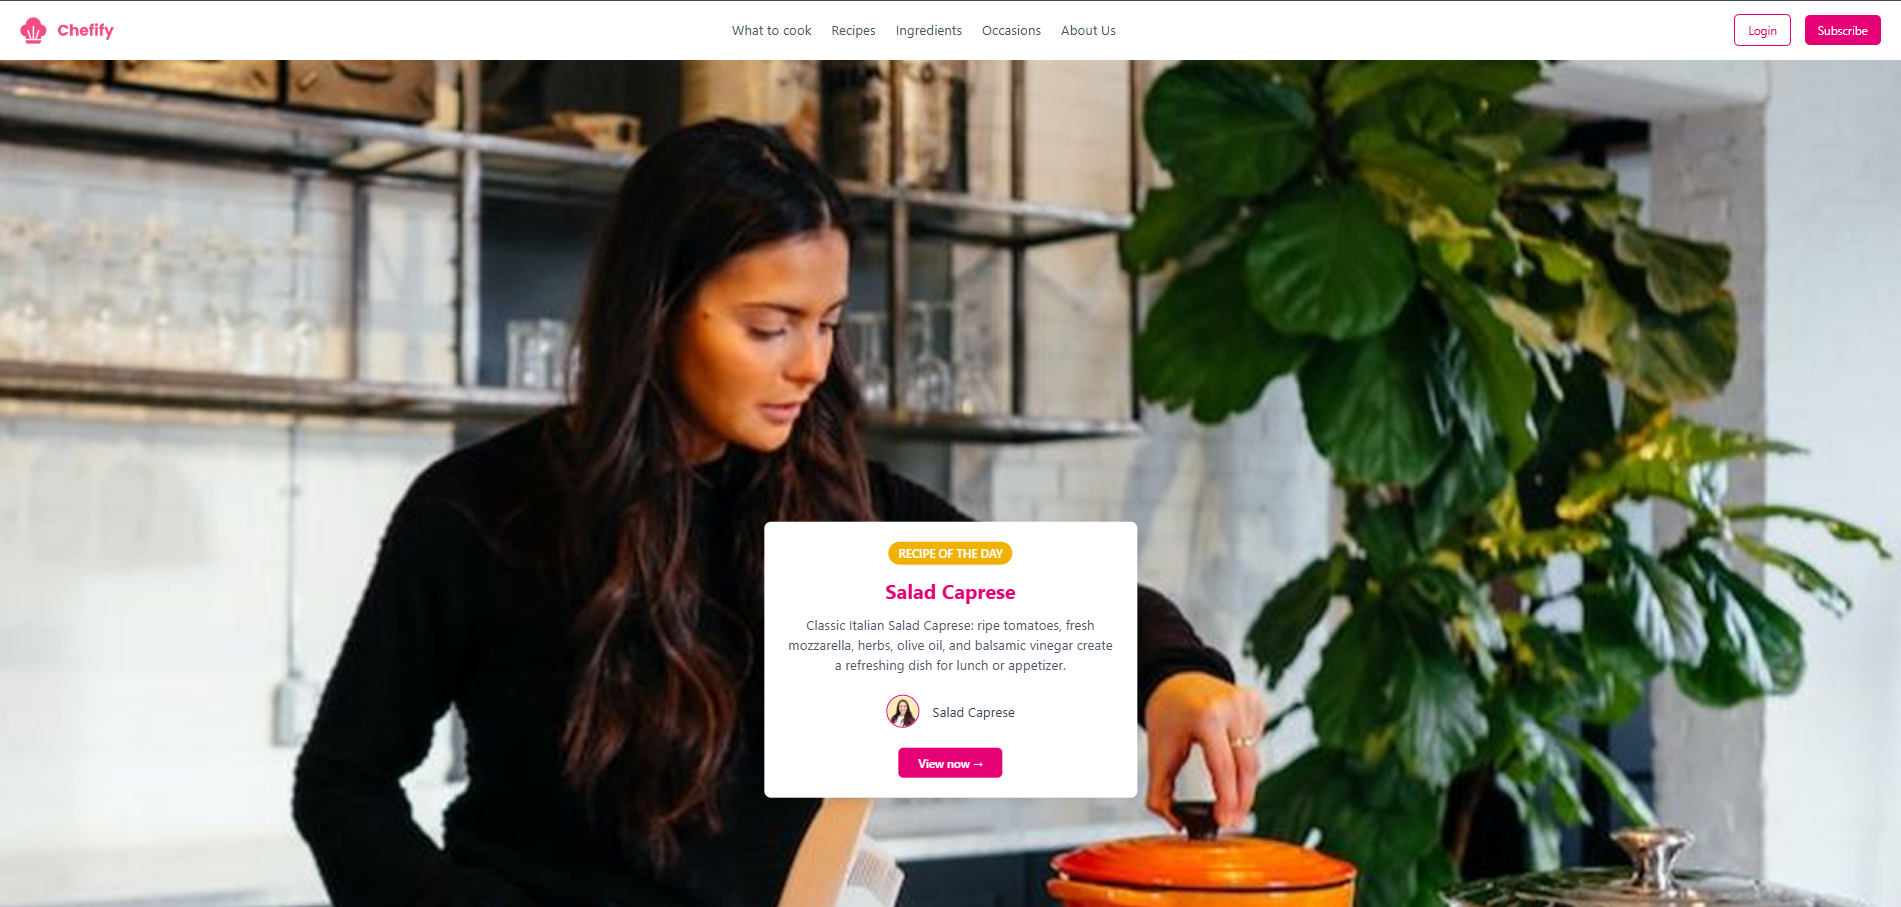 Chefify
What to cook Recipes Ingredients Occasions About Us
Login Subscribe
RECIPE OF THE DAY
Salad Caprese
Classic Italian Salad Caprese: ripe tomatoes, fresh
mozzarella, herbs, olive oil, and balsamic vinegar create
a refreshing dish for lunch or appetizer.
Salad Caprese
View now →